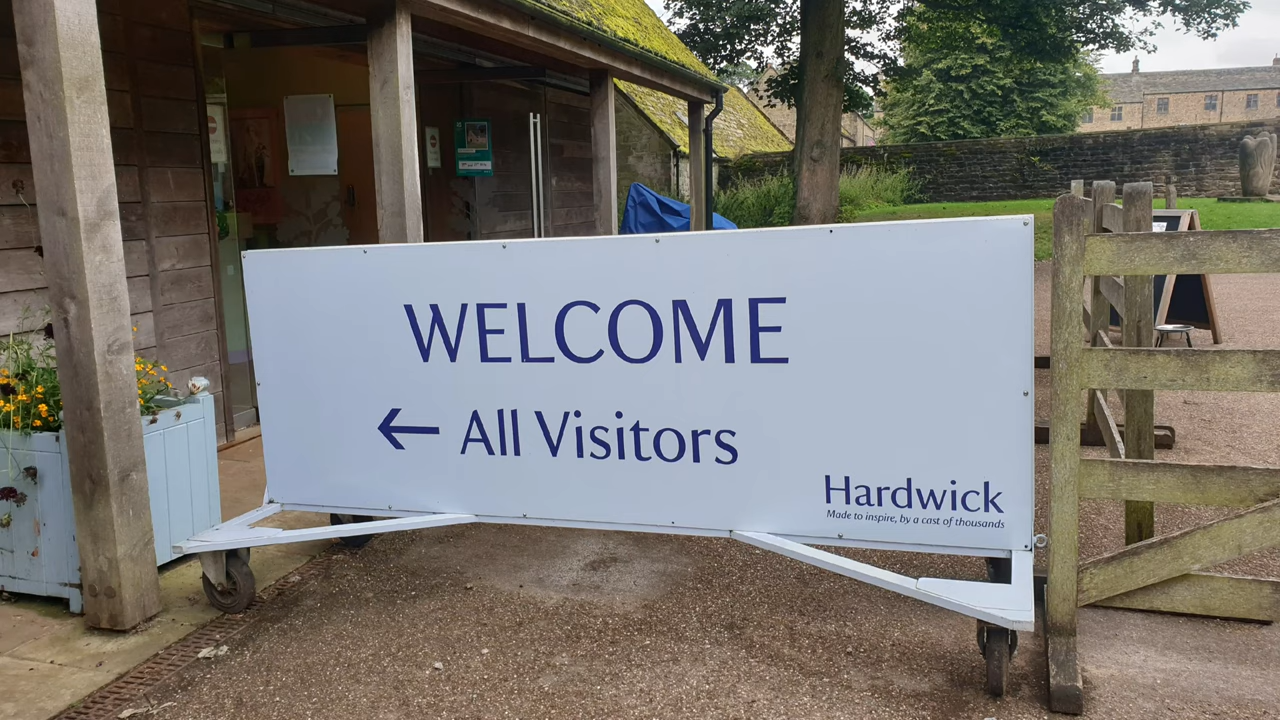 WELCOME
← All Visitors
Hardwick
Made to inspire, by a cast of thousands